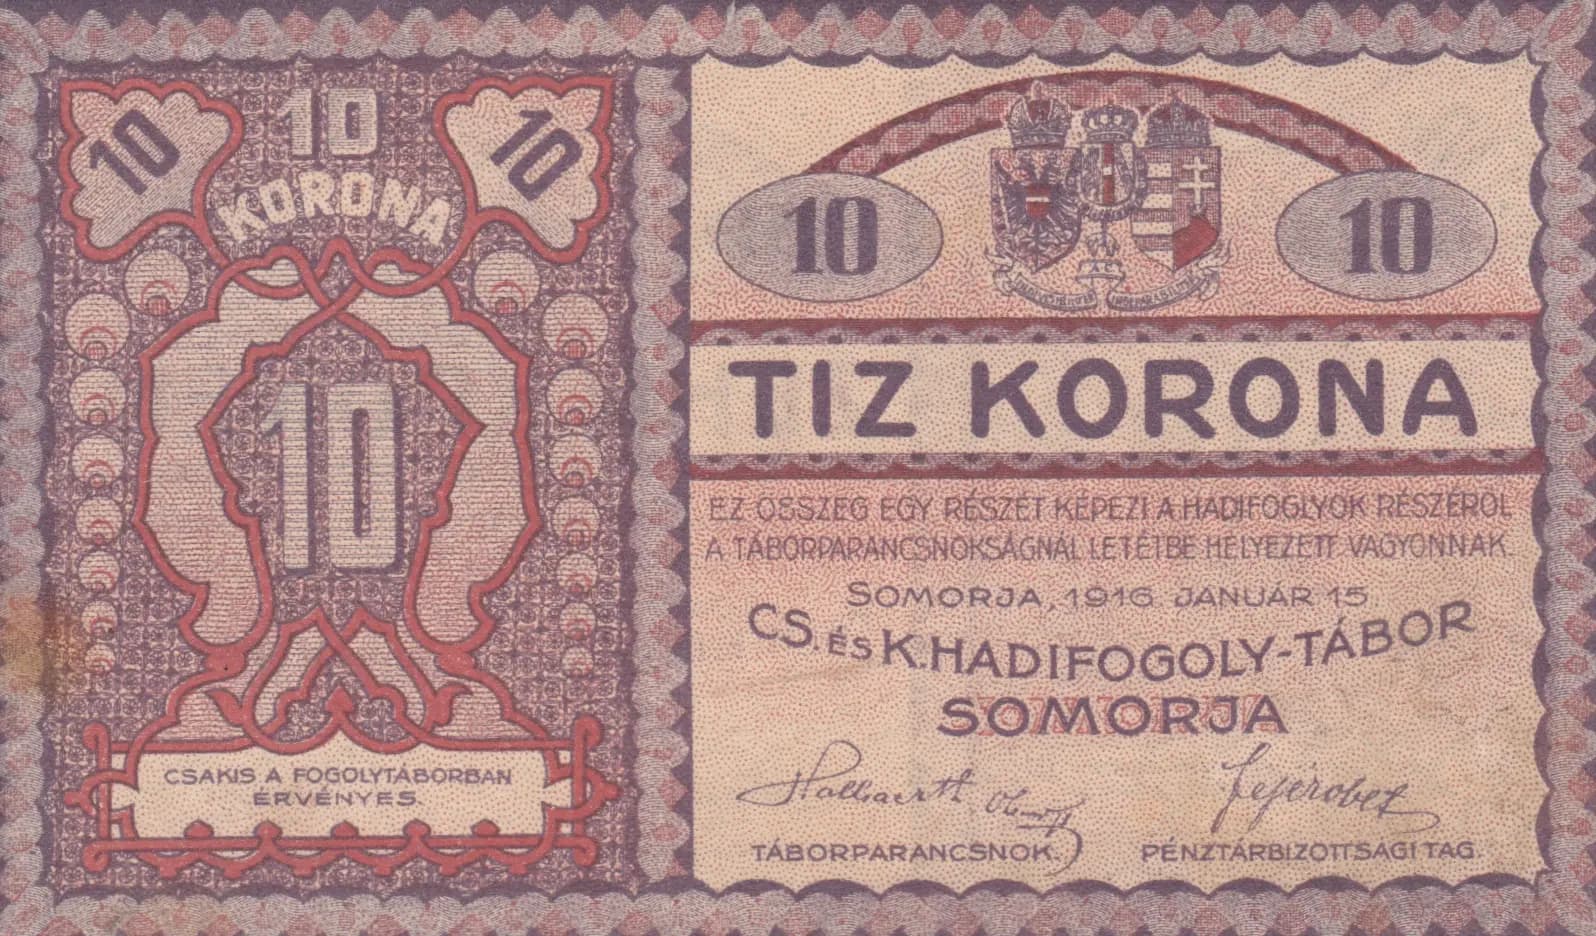 10
10
10
KORONA
10
CSAKIS A FOGOLYTÁBORBAN
ÉRVÉNYES.
10
10
TIZ KORONA
EZ ÖSSZEG EGY RÉSZÉT KÉPEZI A HADIFOGLYOK RÉSZÉRŐL
A TÁBORPARANCSNOKSÁGNÁL LETÉTBE HELYEZETT VAGYONNAK.
SOMORJA, 1916 JANUÁR 15
CS. ÉS K. HADIFOGOLY-TÁBOR
SOMORJA
TÁBORPARANCSNOK.
PÉNZTÁRBIZOTTSÁGI TAG.